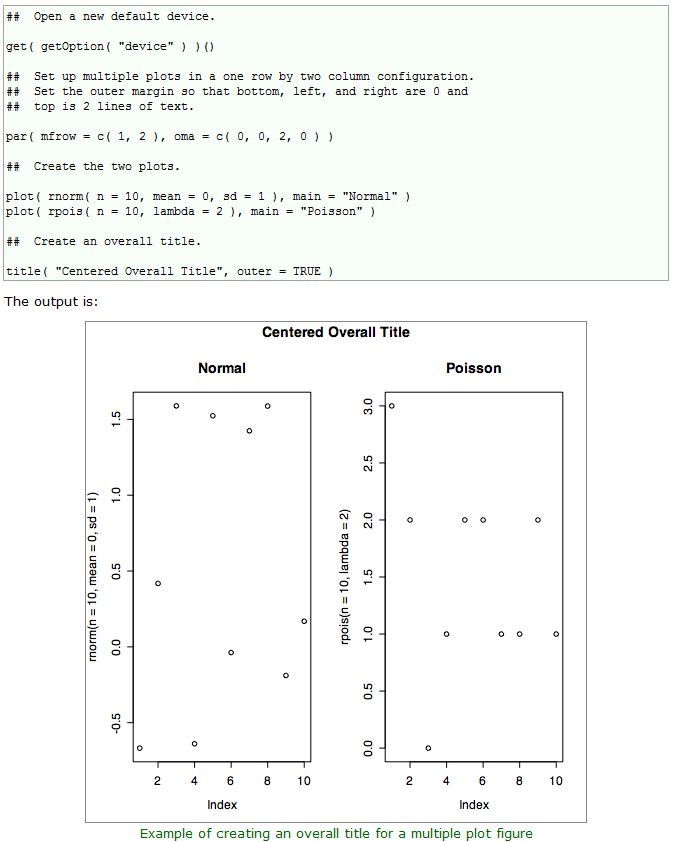 ## Open a new default device.
get( getOption( "device" ) )()
## Set up multiple plots in a one row by two column configuration.
## Set the outer margin so that bottom, left, and right are 0 and
## top is 2 lines of text.
par( mfrow = c( 1, 2 ), oma = c( 0, 0, 2, 0 ) )
## Create the two plots.
plot( rnorm( n = 10, mean = 0, sd = 1 ), main = "Normal" )
plot( rpois( n = 10, lambda = 2 ), main = "Poisson" )
## Create an overall title.
title( "Centered Overall Title", outer = TRUE )
The output is:
Centered Overall Title
Normal
rnorm(n = 10, mean = 0, sd = 1)
1.5
1.0
0.5
0.0
-0.5
2 4 6 8 10
Index
Poisson
rpois(n = 10, lambda = 2)
3.0
2.5
2.0
1.5
1.0
0.5
0.0
2 4 6 8 10
Index
Example of creating an overall title for a multiple plot figure